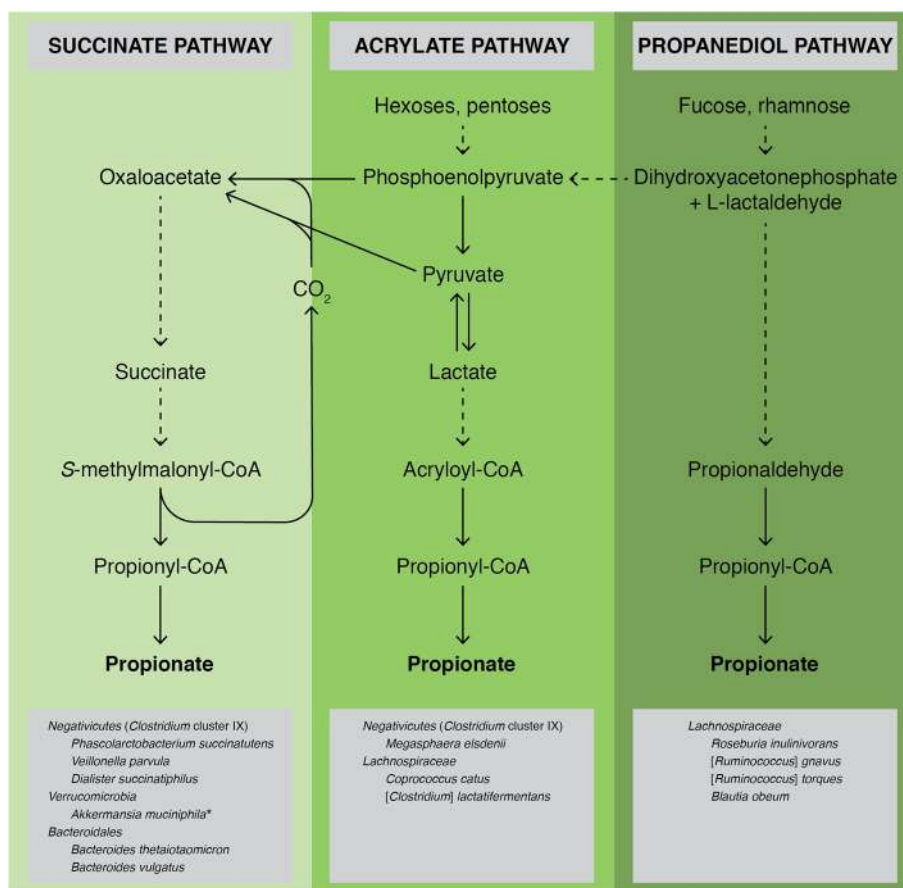 SUCCINATE PATHWAY
ACRYLATE PATHWAY
PROPANEDIOL PATHWAY
Hexoses, pentoses
Fucose, rhamnose
Oxaloacetate
Phosphoenolpyruvate
Dihydroxyacetonephosphate
+ L-lactaldehyde
Pyruvate
CO₂
Succinate
Lactate
S-methylmalonyl-CoA
Acryloyl-CoA
Propionaldehyde
Propionyl-CoA
Propionyl-CoA
Propionyl-CoA
Propionate
Propionate
Propionate
Negativicutes (Clostridium cluster IX)
Phascolarctobacterium succinatutens
Veillonella parvula
Dialister succinatiphilus
Verrucomicrobia
Akkermansia muciniphila*
Bacteroidales
Bacteroides thetaiotaomicron
Bacteroides vulgatus
Negativicutes (Clostridium cluster IX)
Megasphaera elsdenii
Lachnospiraceae
Coprococcus catus
[Clostridium] lactatifermentans
Lachnospiraceae
Roseburia inulinivorans
[Ruminococcus] gnavus
[Ruminococcus] torques
Blautia obeum